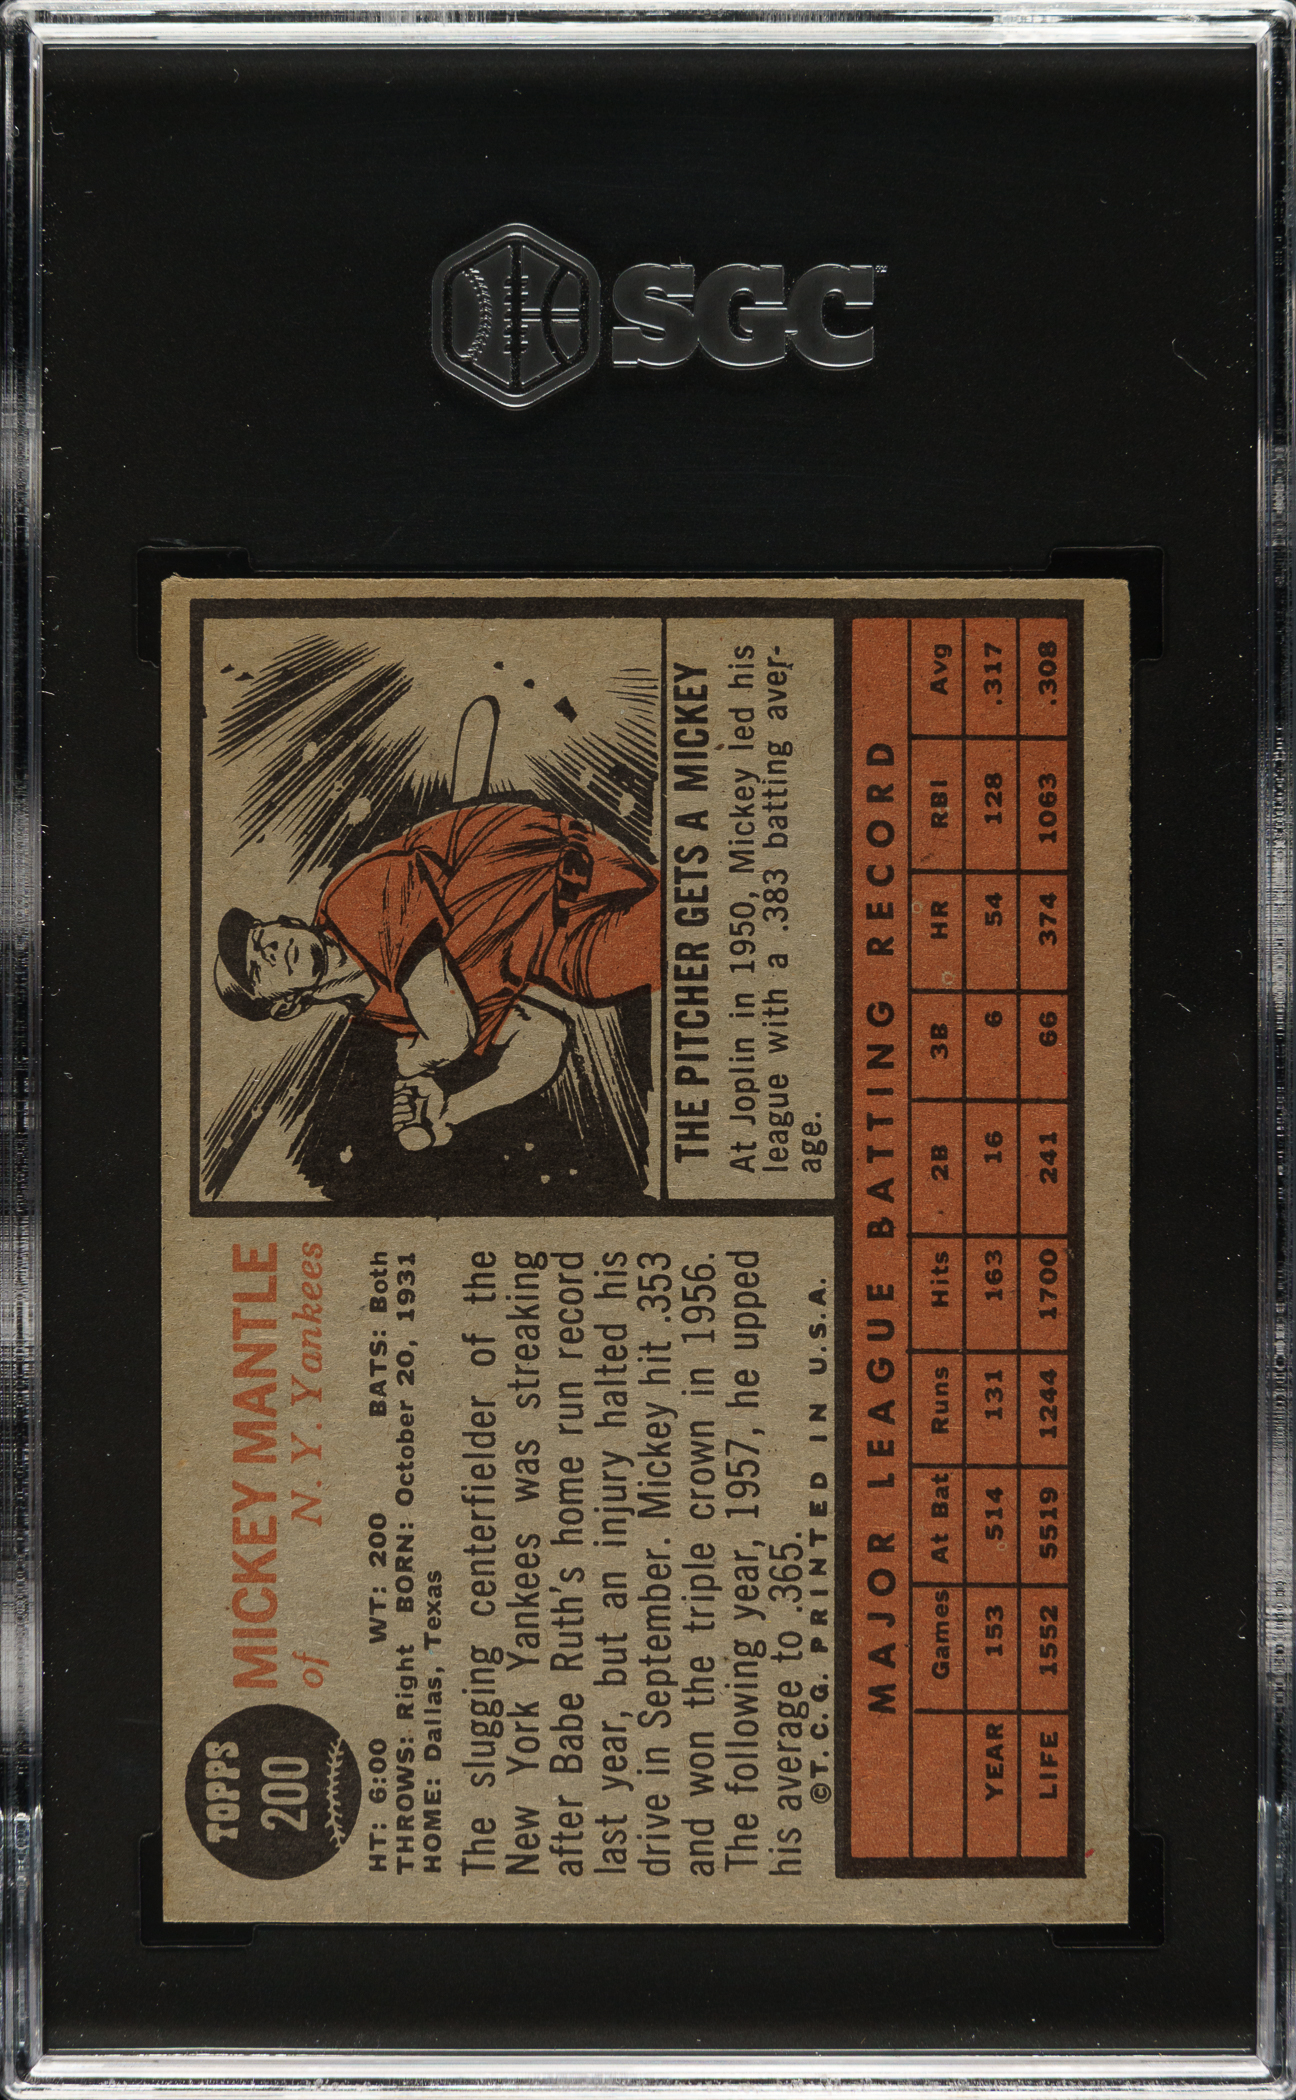 SGC
TOPPS
200
MICKEY MANTLE
of N. Y. Yankees
HT: 6:00 WT: 200 BATS: Both
THROWS: Right BORN: October 20, 1931
HOME: Dallas, Texas
The slugging centerfielder of the
New York Yankees was streaking
after Babe Ruth's home run record
last year, but an injury halted his
drive in September. Mickey hit .353
and won the triple crown in 1956.
The following year, 1957, he upped
his average to .365.
©T. C. G. PRINTED IN U.S.A.
THE PITCHER GETS A MICKEY
At Joplin in 1950, Mickey led his
league with a .383 batting aver-
age.
MAJOR LEAGUE BATTING RECORD
Games At Bat Runs Hits 2B 3B HR RBI Avg
YEAR 153 514 131 163 16 6 54 128 .317
LIFE 1552 5519 1244 1700 241 66 374 1063 .308